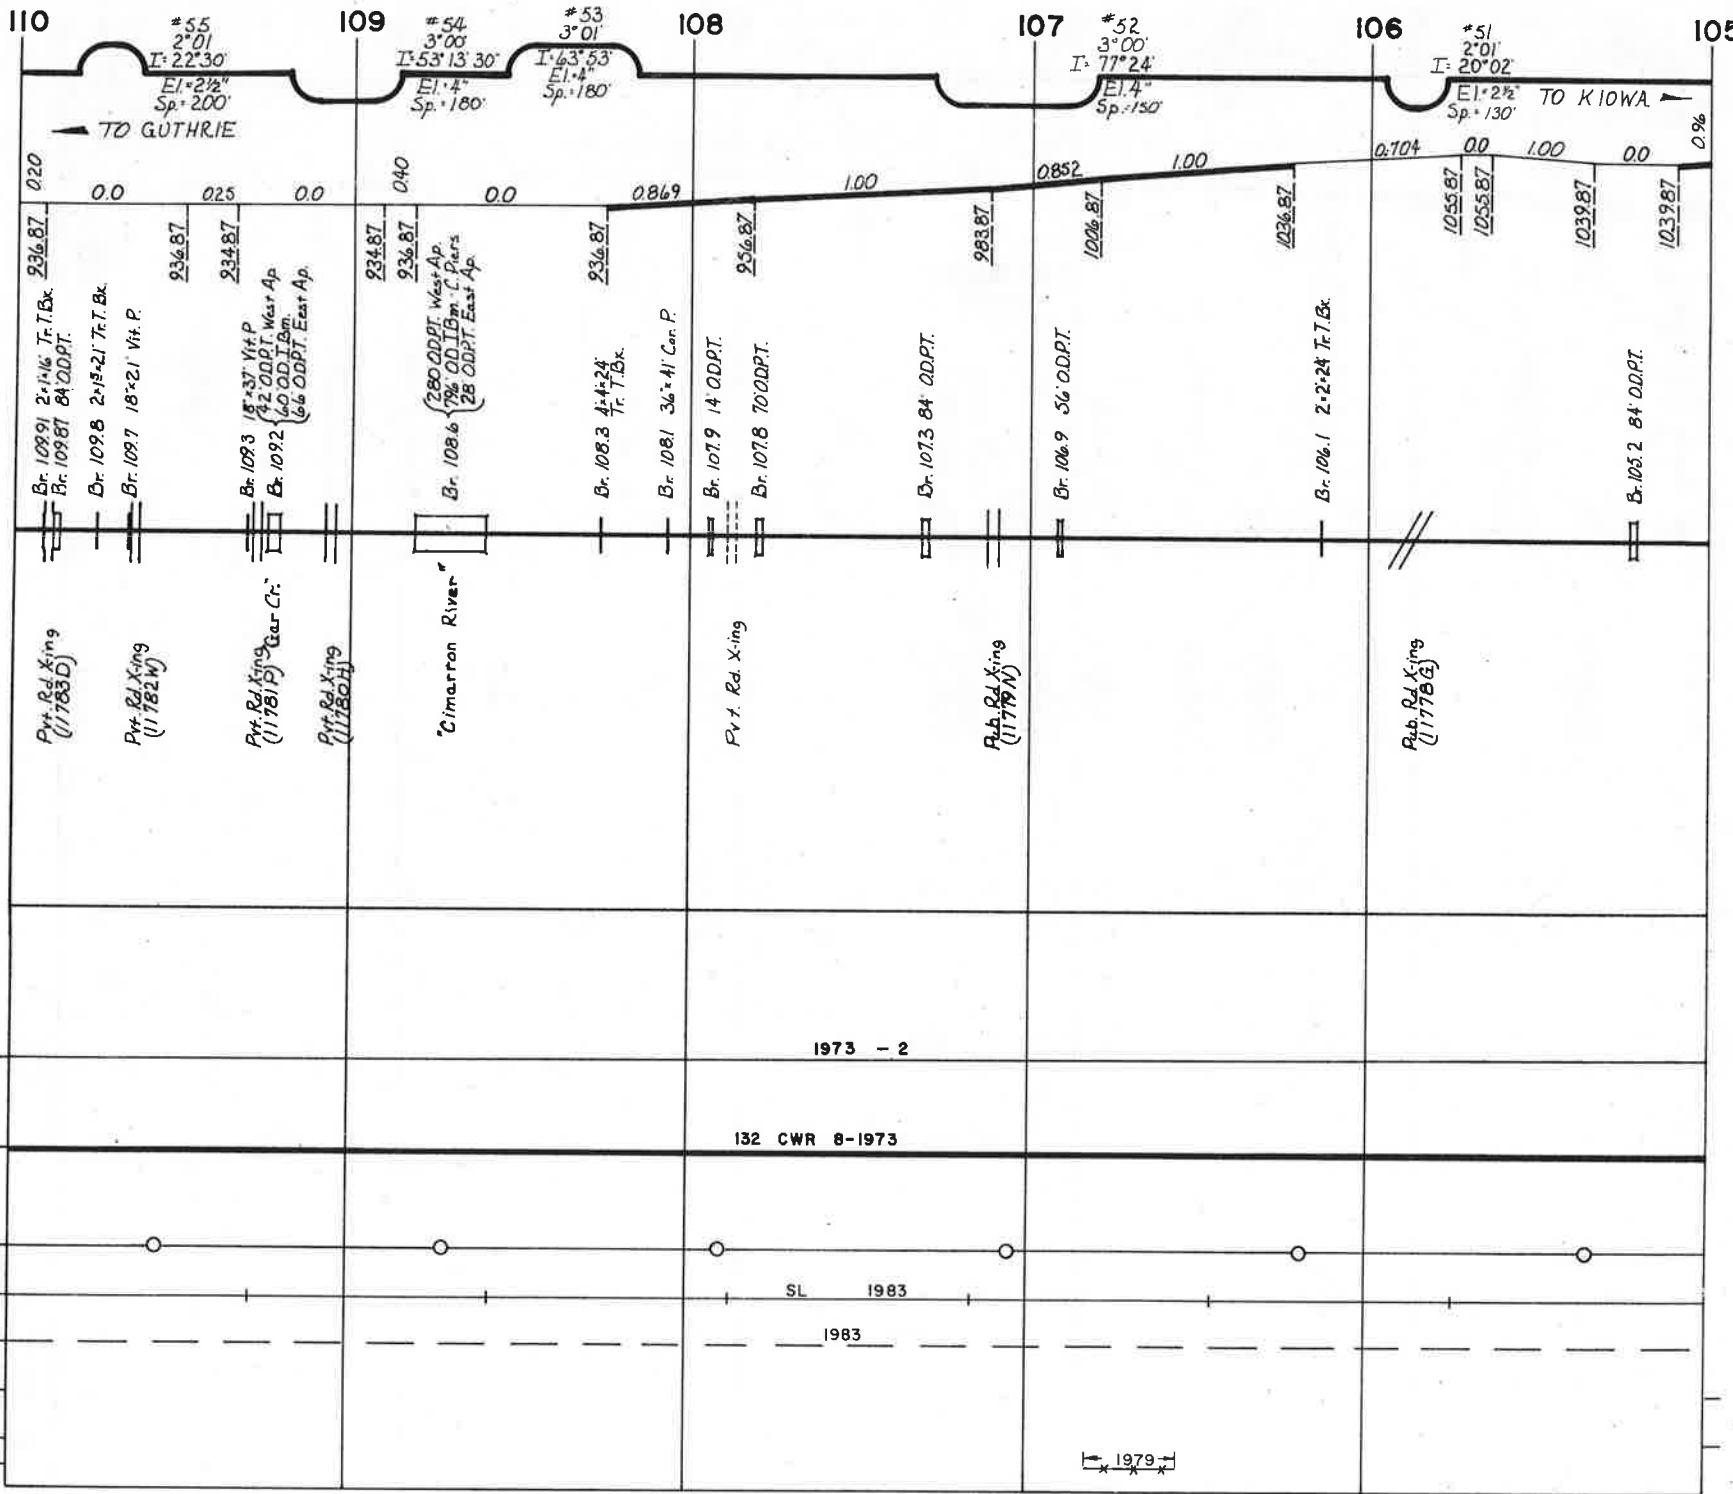 110
109
108
107
106
105
#55
2°01'
I=22°30'
El.=2½"
Sp.=200'
#54
3°00'
I=53°13'30"
El.=4"
Sp.=180'
#53
3°01'
I=63°53'
El.=4"
Sp.=180'
#52
3°00'
I=77°24'
El.4"
Sp.=150'
#51
2°01'
I=20°02'
El.=2½"
Sp.=130'
TO GUTHRIE
TO KIOWA
0.20
0.0
0.25
0.0
0.40
0.0
0.869
1.00
0.852
1.00
0.704
0.0
1.00
0.0
0.96
936.87
936.87
934.87
934.87
936.87
936.87
956.87
983.87
1006.87
1036.87
1055.87
1055.87
1039.87
1039.87
Br. 109.91 2'×1'×16' Tr.T.Bx.
Br. 109.87 84' O.D.P.T.
Br. 109.8 Tr.T.Bx.
Br. 109.7 18"×21' Vit. P.
Br. 109.3 18"×37' Vit. P
Br. 109.2
42' O.D.P.T. West Ap.
60' O.D. I Bm.
66' O.D.P.T. East Ap.
Br. 108.6
280 O.D.P.T. West Ap.
796' O.D. I Bm.-C. Piers
28 O.D.P.T. East Ap.
Br. 108.3 4'×4'×24'
Tr. T. Bx.
Br. 108.1 36"×41' Cor. P.
Br. 107.9 14' O.D.P.T.
Br. 107.8 70' O.D.P.T.
Br. 107.3 84' O.D.P.T.
Br. 106.9 56' O.D.P.T.
Br. 106.1 2'×2'×24' Tr.T.Bx.
Br. 105.2 84' O.D.P.T.
Pvt. Rd. X-ing
(11783D)
Pvt. Rd. X-ing
(11782W)
Pvt. Rd. X-ing
(11781P)
"Gar Cr."
Pvt. Rd. X-ing
(11780H)
"Cimarron River"
Pvt. Rd. X-ing
Pub. Rd. X-ing
(11779N)
Pub. Rd. X-ing
(11778G)
1973 - 2
132 CWR 8-1973
SL 1983
1983
1979